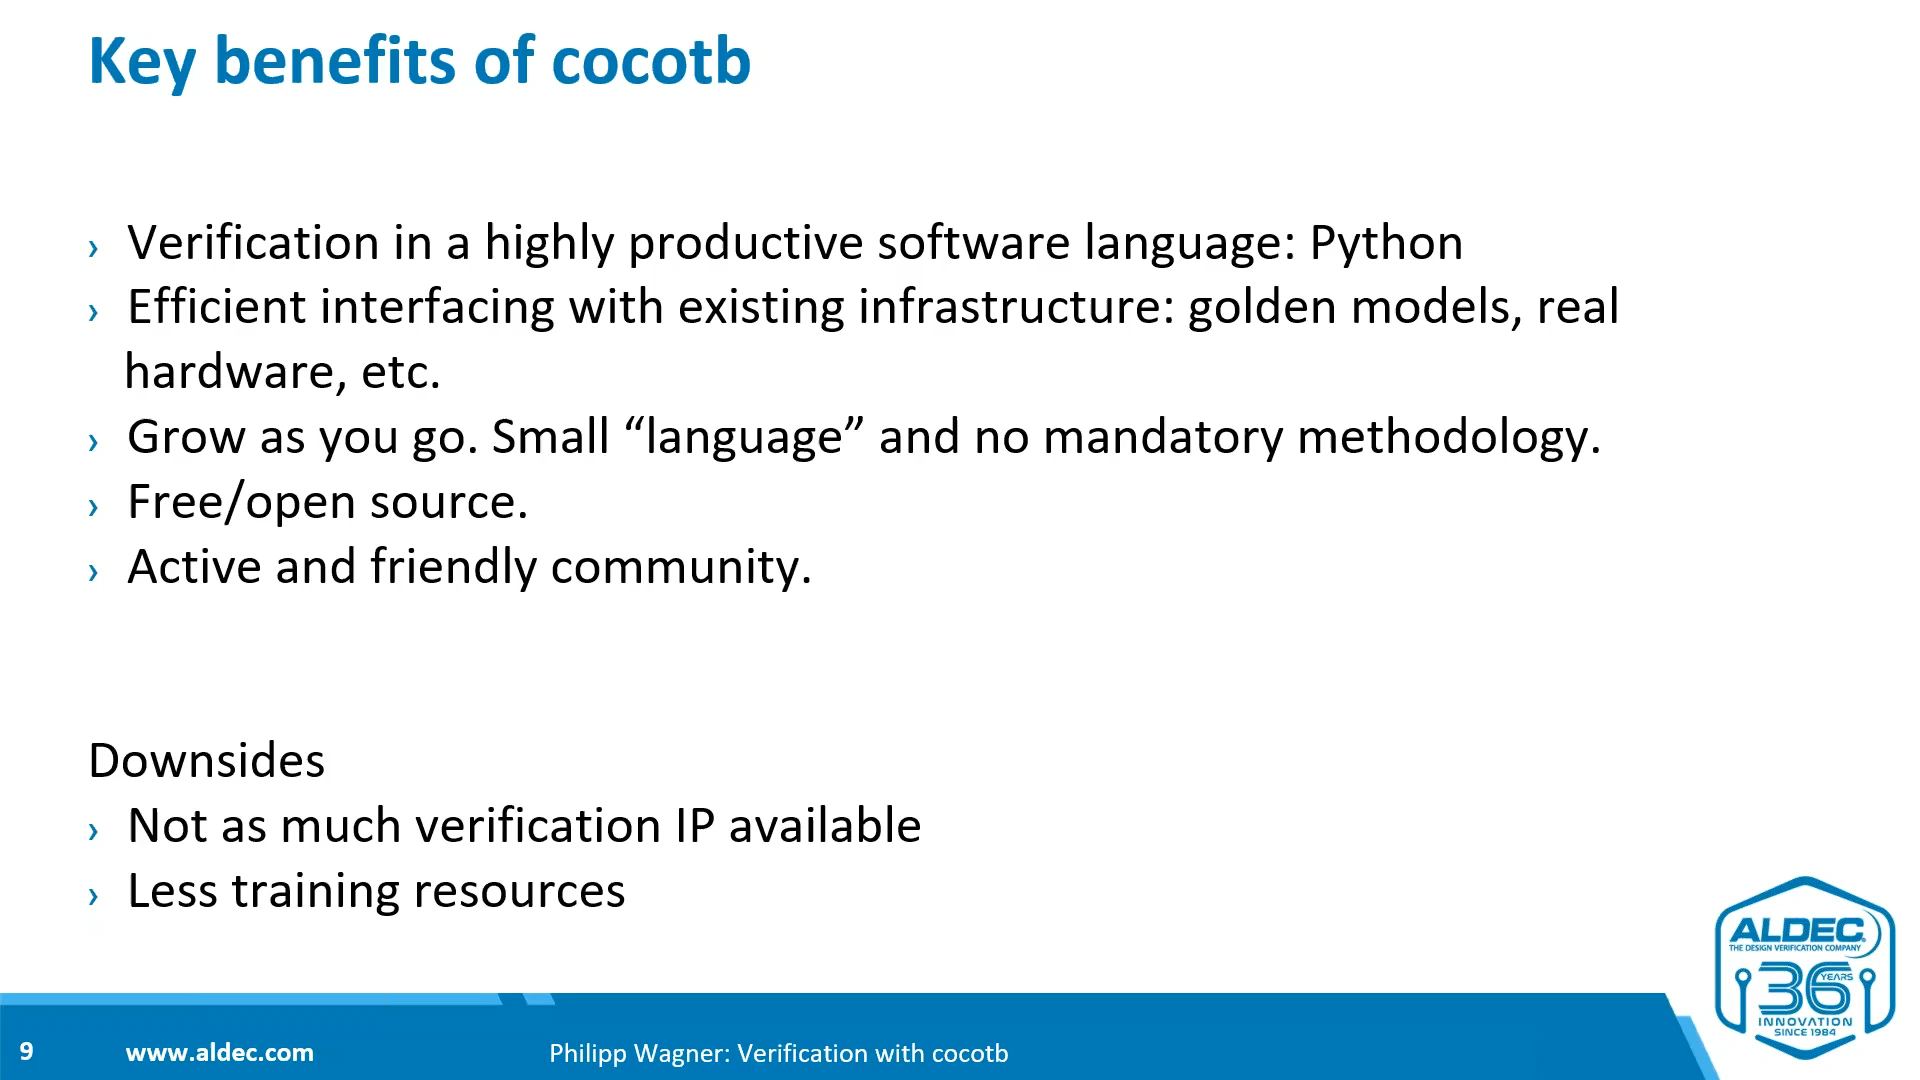 Key benefits of cocotb
› Verification in a highly productive software language: Python
› Efficient interfacing with existing infrastructure: golden models, real
hardware, etc.
› Grow as you go. Small “language” and no mandatory methodology.
› Free/open source.
› Active and friendly community.
Downsides
› Not as much verification IP available
› Less training resources
ALDEC
THE DESIGN VERIFICATION COMPANY
36 YEARS
INNOVATION
SINCE 1984
9
www.aldec.com
Philipp Wagner: Verification with cocotb